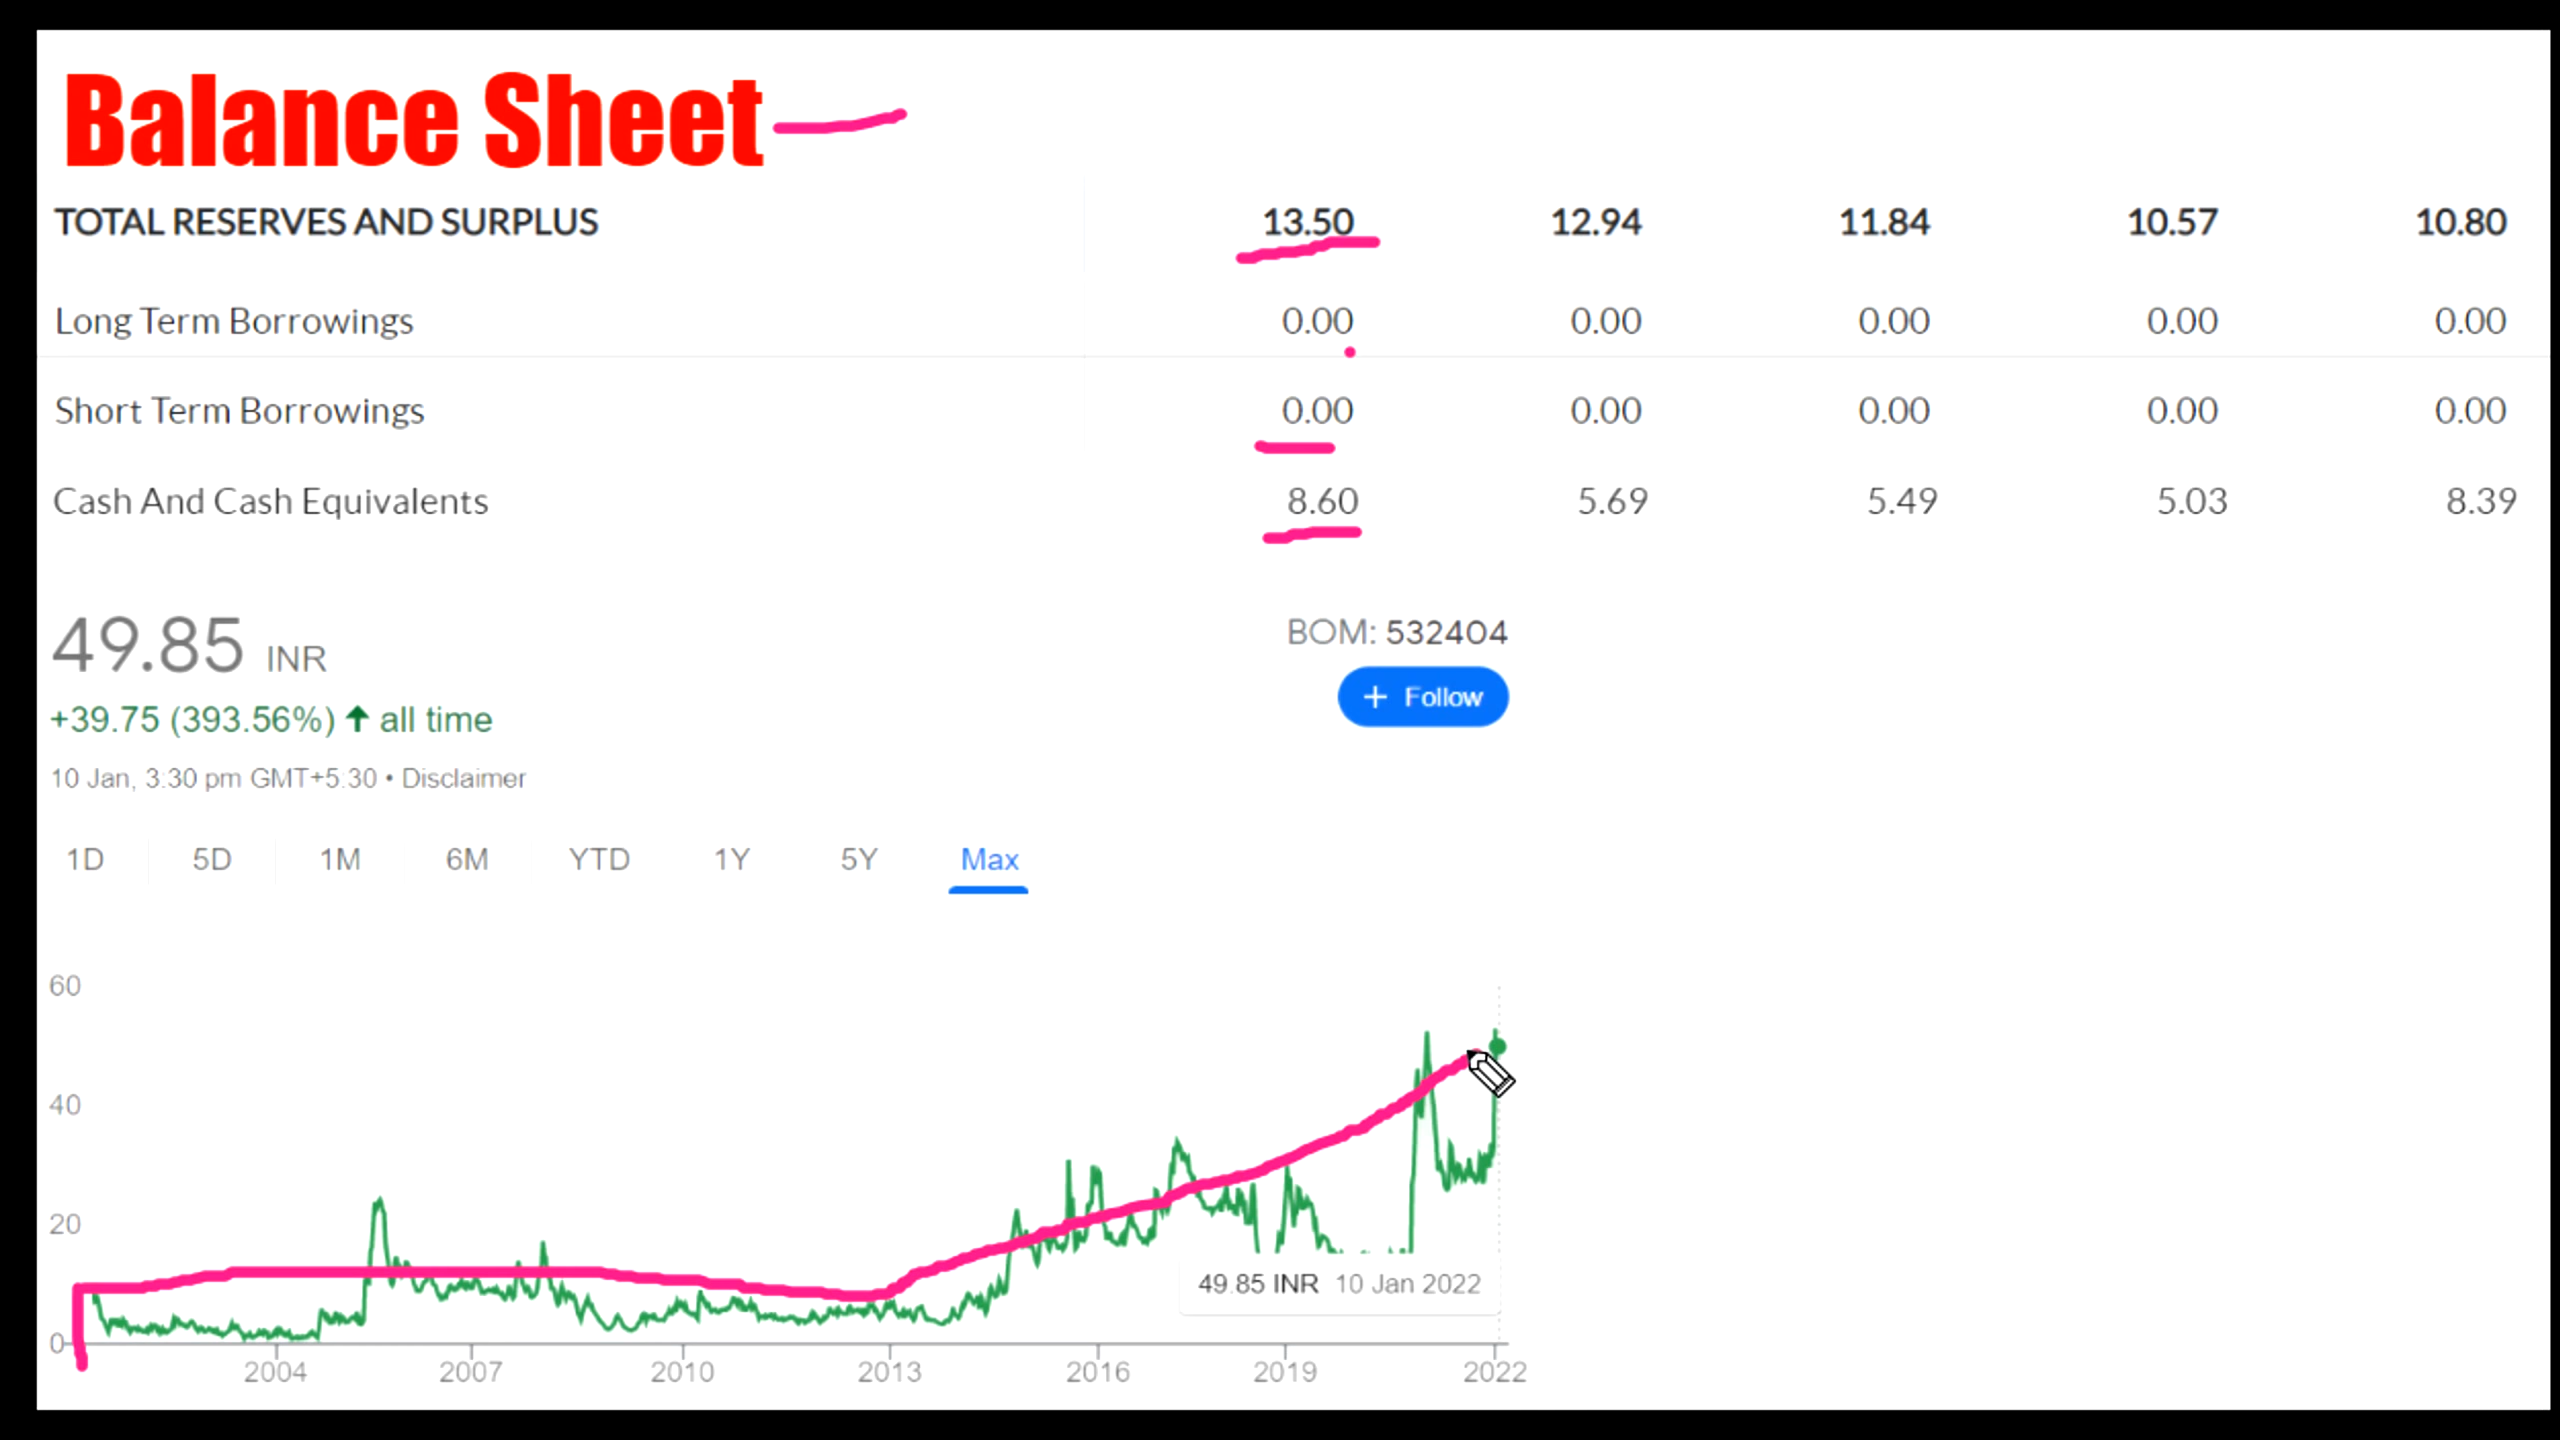 Balance Sheet
TOTAL RESERVES AND SURPLUS 13.50 12.94 11.84 10.57 10.80
Long Term Borrowings 0.00 0.00 0.00 0.00 0.00
Short Term Borrowings 0.00 0.00 0.00 0.00 0.00
Cash And Cash Equivalents 8.60 5.69 5.49 5.03 8.39
49.85 INR
BOM: 532404
+ Follow
+39.75 (393.56%) ↑ all time
10 Jan, 3:30 pm GMT+5:30 • Disclaimer
1D 5D 1M 6M YTD 1Y 5Y Max
60
40
20
49.85 INR 10 Jan 2022
0
2004 2007 2010 2013 2016 2019 2022